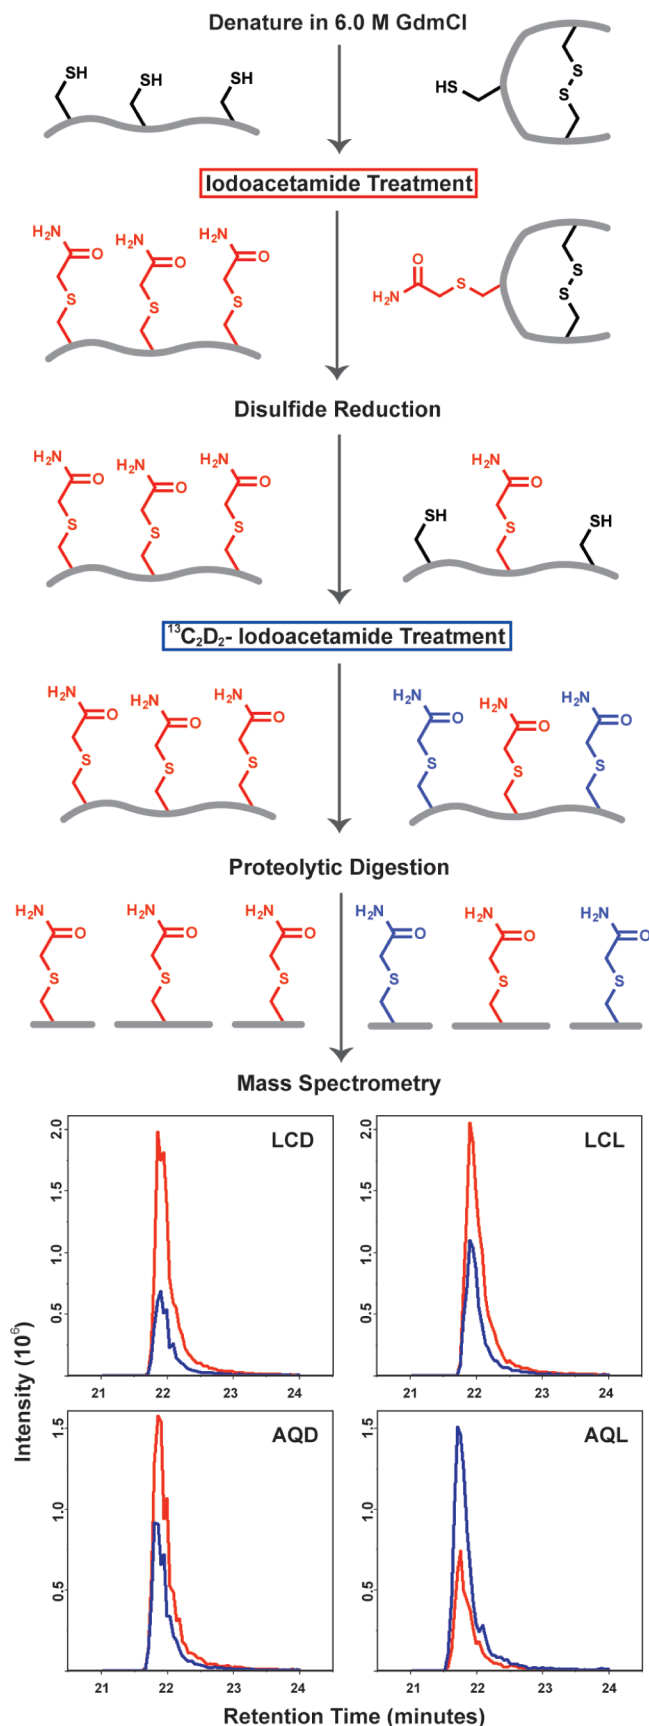 Denature in 6.0 M GdmCl
SH SH SH HS S S
Iodoacetamide Treatment
H₂N O S H₂N O S H₂N O S
O H₂N S S S
Disulfide Reduction
H₂N O S H₂N O S H₂N O S
SH H₂N O S SH
¹³C₂D₂- Iodoacetamide Treatment
H₂N O S H₂N O S H₂N O S
H₂N O S H₂N O S H₂N O S
Proteolytic Digestion
H₂N O S H₂N O S H₂N O S
H₂N O S H₂N O S H₂N O S
Mass Spectrometry
LCD
2.0
1.5
1.0
0.5
21 22 23 24
LCL
2.0
1.5
1.0
0.5
21 22 23 24
AQD
1.5
1.0
0.5
21 22 23 24
AQL
1.5
1.0
0.5
21 22 23 24
Intensity (10⁶)
Retention Time (minutes)